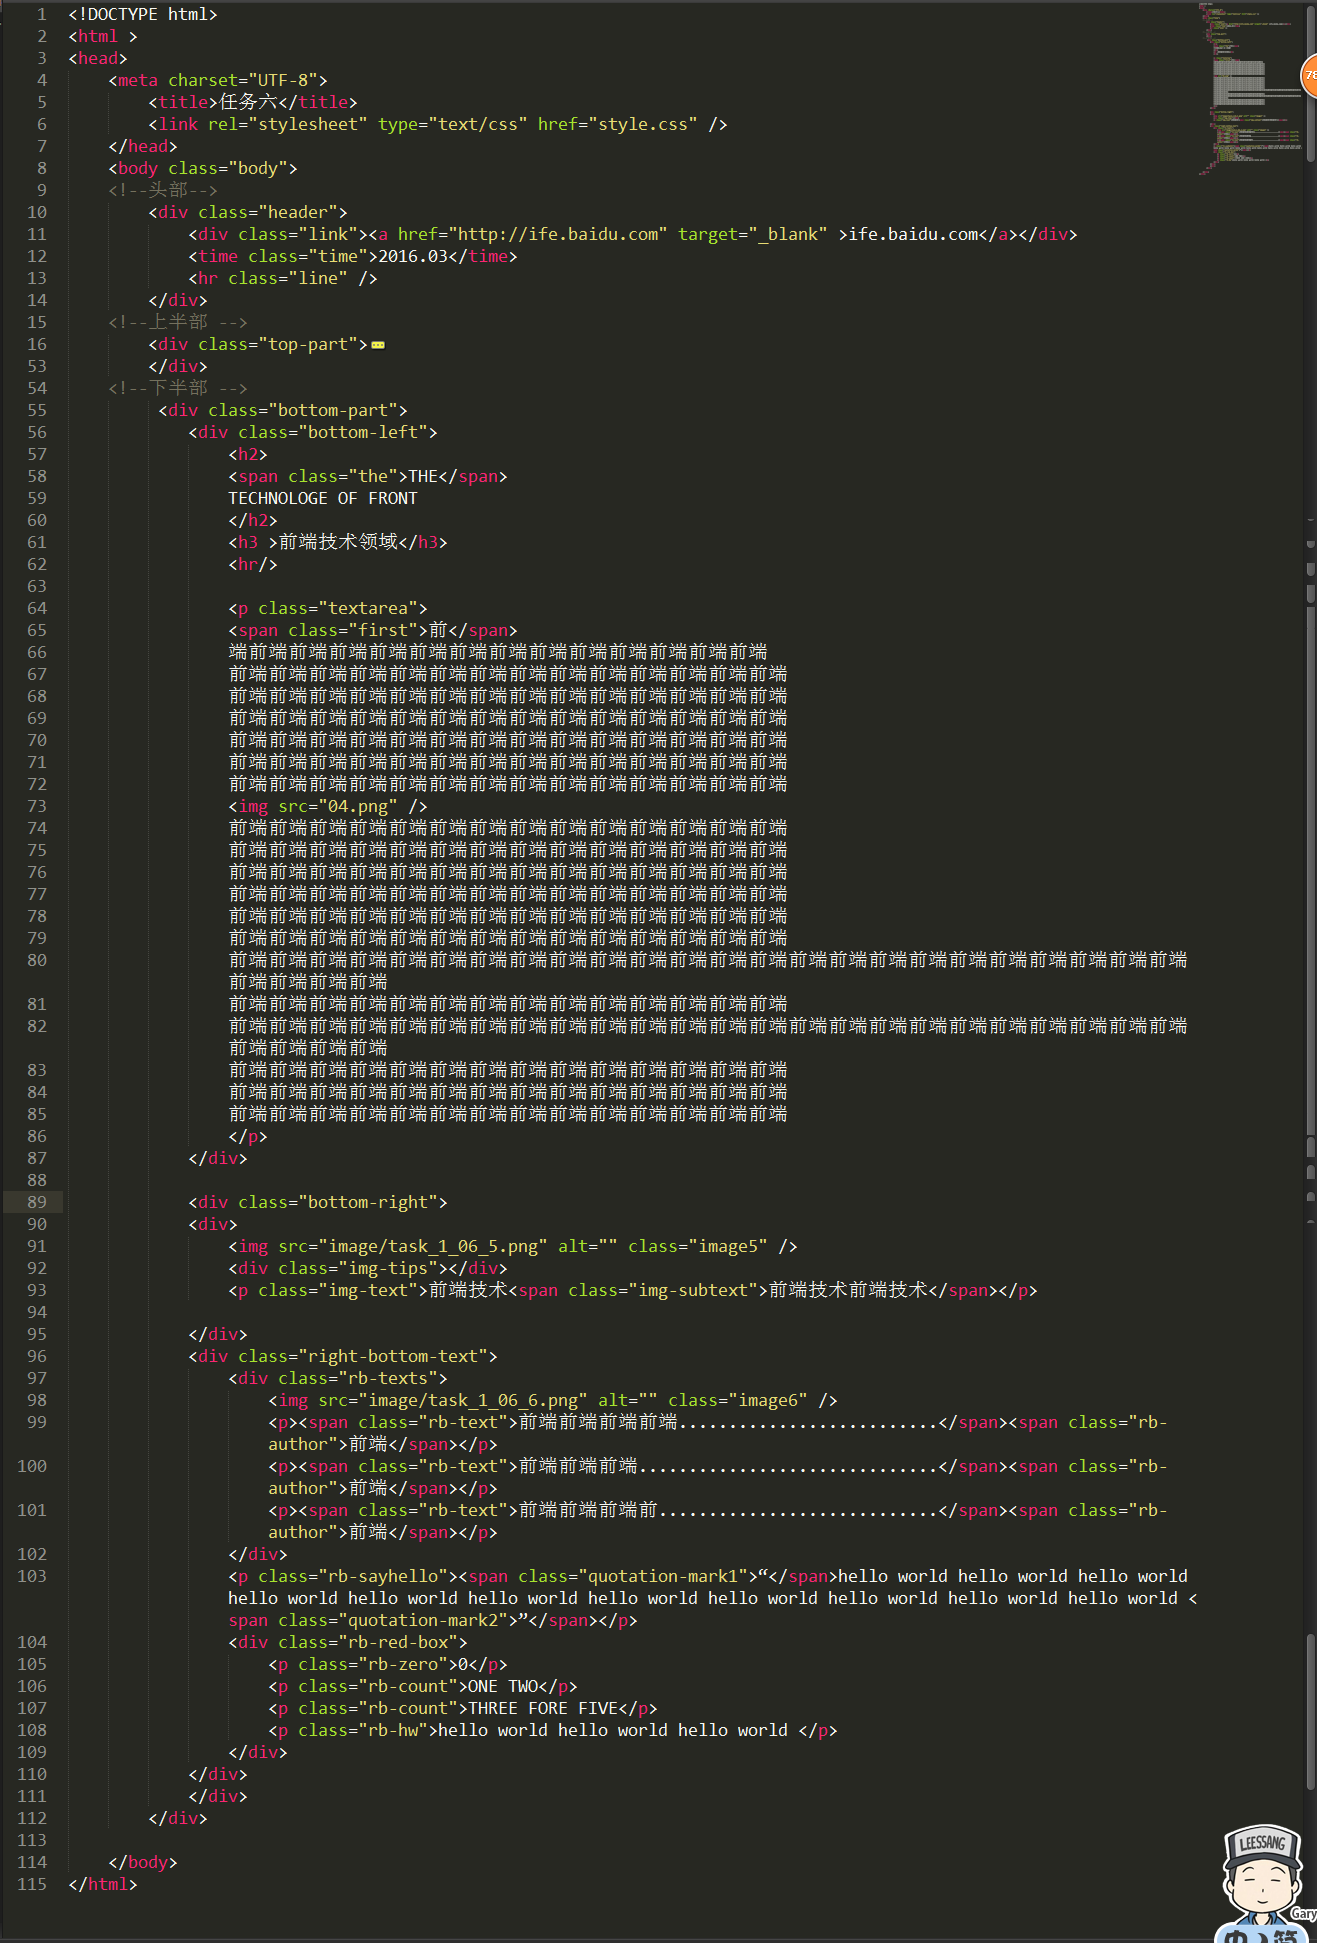 1 <!DOCTYPE html>
2 <html >
3 <head>
4 <meta charset="UTF-8">
5 <title>任务六</title>
6 <link rel="stylesheet" type="text/css" href="style.css" />
7 </head>
8 <body class="body">
9 <!--头部-->
10 <div class="header">
11 <div class="link"><a href="http://ife.baidu.com" target="_blank" >ife.baidu.com</a></div>
12 <time class="time">2016.03</time>
13 <hr class="line" />
14 </div>
15 <!--上半部 -->
16 <div class="top-part">
53 </div>
54 <!--下半部 -->
55 <div class="bottom-part">
56 <div class="bottom-left">
57 <h2>
58 <span class="the">THE</span>
59 TECHNOLOGE OF FRONT
60 </h2>
61 <h3 >前端技术领域</h3>
62 <hr/>
63
64 <p class="textarea">
65 <span class="first">前</span>
66 端前端前端前端前端前端前端前端前端前端前端前端前端前端
67 前端前端前端前端前端前端前端前端前端前端前端前端前端前端
68 前端前端前端前端前端前端前端前端前端前端前端前端前端前端
69 前端前端前端前端前端前端前端前端前端前端前端前端前端前端
70 前端前端前端前端前端前端前端前端前端前端前端前端前端前端
71 前端前端前端前端前端前端前端前端前端前端前端前端前端前端
72 前端前端前端前端前端前端前端前端前端前端前端前端前端前端
73 <img src="04.png" />
74 前端前端前端前端前端前端前端前端前端前端前端前端前端前端
75 前端前端前端前端前端前端前端前端前端前端前端前端前端前端
76 前端前端前端前端前端前端前端前端前端前端前端前端前端前端
77 前端前端前端前端前端前端前端前端前端前端前端前端前端前端
78 前端前端前端前端前端前端前端前端前端前端前端前端前端前端
79 前端前端前端前端前端前端前端前端前端前端前端前端前端前端
80 前端前端前端前端前端前端前端前端前端前端前端前端前端前端前端前端前端前端前端前端前端前端前端前端
前端前端前端前端
81 前端前端前端前端前端前端前端前端前端前端前端前端前端前端
82 前端前端前端前端前端前端前端前端前端前端前端前端前端前端前端前端前端前端前端前端前端前端前端前端
前端前端前端前端
83 前端前端前端前端前端前端前端前端前端前端前端前端前端前端
84 前端前端前端前端前端前端前端前端前端前端前端前端前端前端
85 前端前端前端前端前端前端前端前端前端前端前端前端前端前端
86 </p>
87 </div>
88
89 <div class="bottom-right">
90 <div>
91 <img src="image/task_1_06_5.png" alt="" class="image5" />
92 <div class="img-tips"></div>
93 <p class="img-text">前端技术<span class="img-subtext">前端技术前端技术</span></p>
94
95 </div>
96 <div class="right-bottom-text">
97 <div class="rb-texts">
98 <img src="image/task_1_06_6.png" alt="" class="image6" />
99 <p><span class="rb-text">前端前端前端前端..........................</span><span class="rb-
author">前端</span></p>
100 <p><span class="rb-text">前端前端前端..............................</span><span class="rb-
author">前端</span></p>
101 <p><span class="rb-text">前端前端前端前............................</span><span class="rb-
author">前端</span></p>
102 </div>
103 <p class="rb-sayhello"><span class="quotation-mark1">“</span>hello world hello world hello world
hello world hello world hello world hello world hello world hello world hello world hello world <
span class="quotation-mark2">”</span></p>
104 <div class="rb-red-box">
105 <p class="rb-zero">0</p>
106 <p class="rb-count">ONE TWO</p>
107 <p class="rb-count">THREE FORE FIVE</p>
108 <p class="rb-hw">hello world hello world hello world </p>
109 </div>
110 </div>
111 </div>
112 </div>
113
114 </body>
115 </html>
78
LEESSANG
Gary